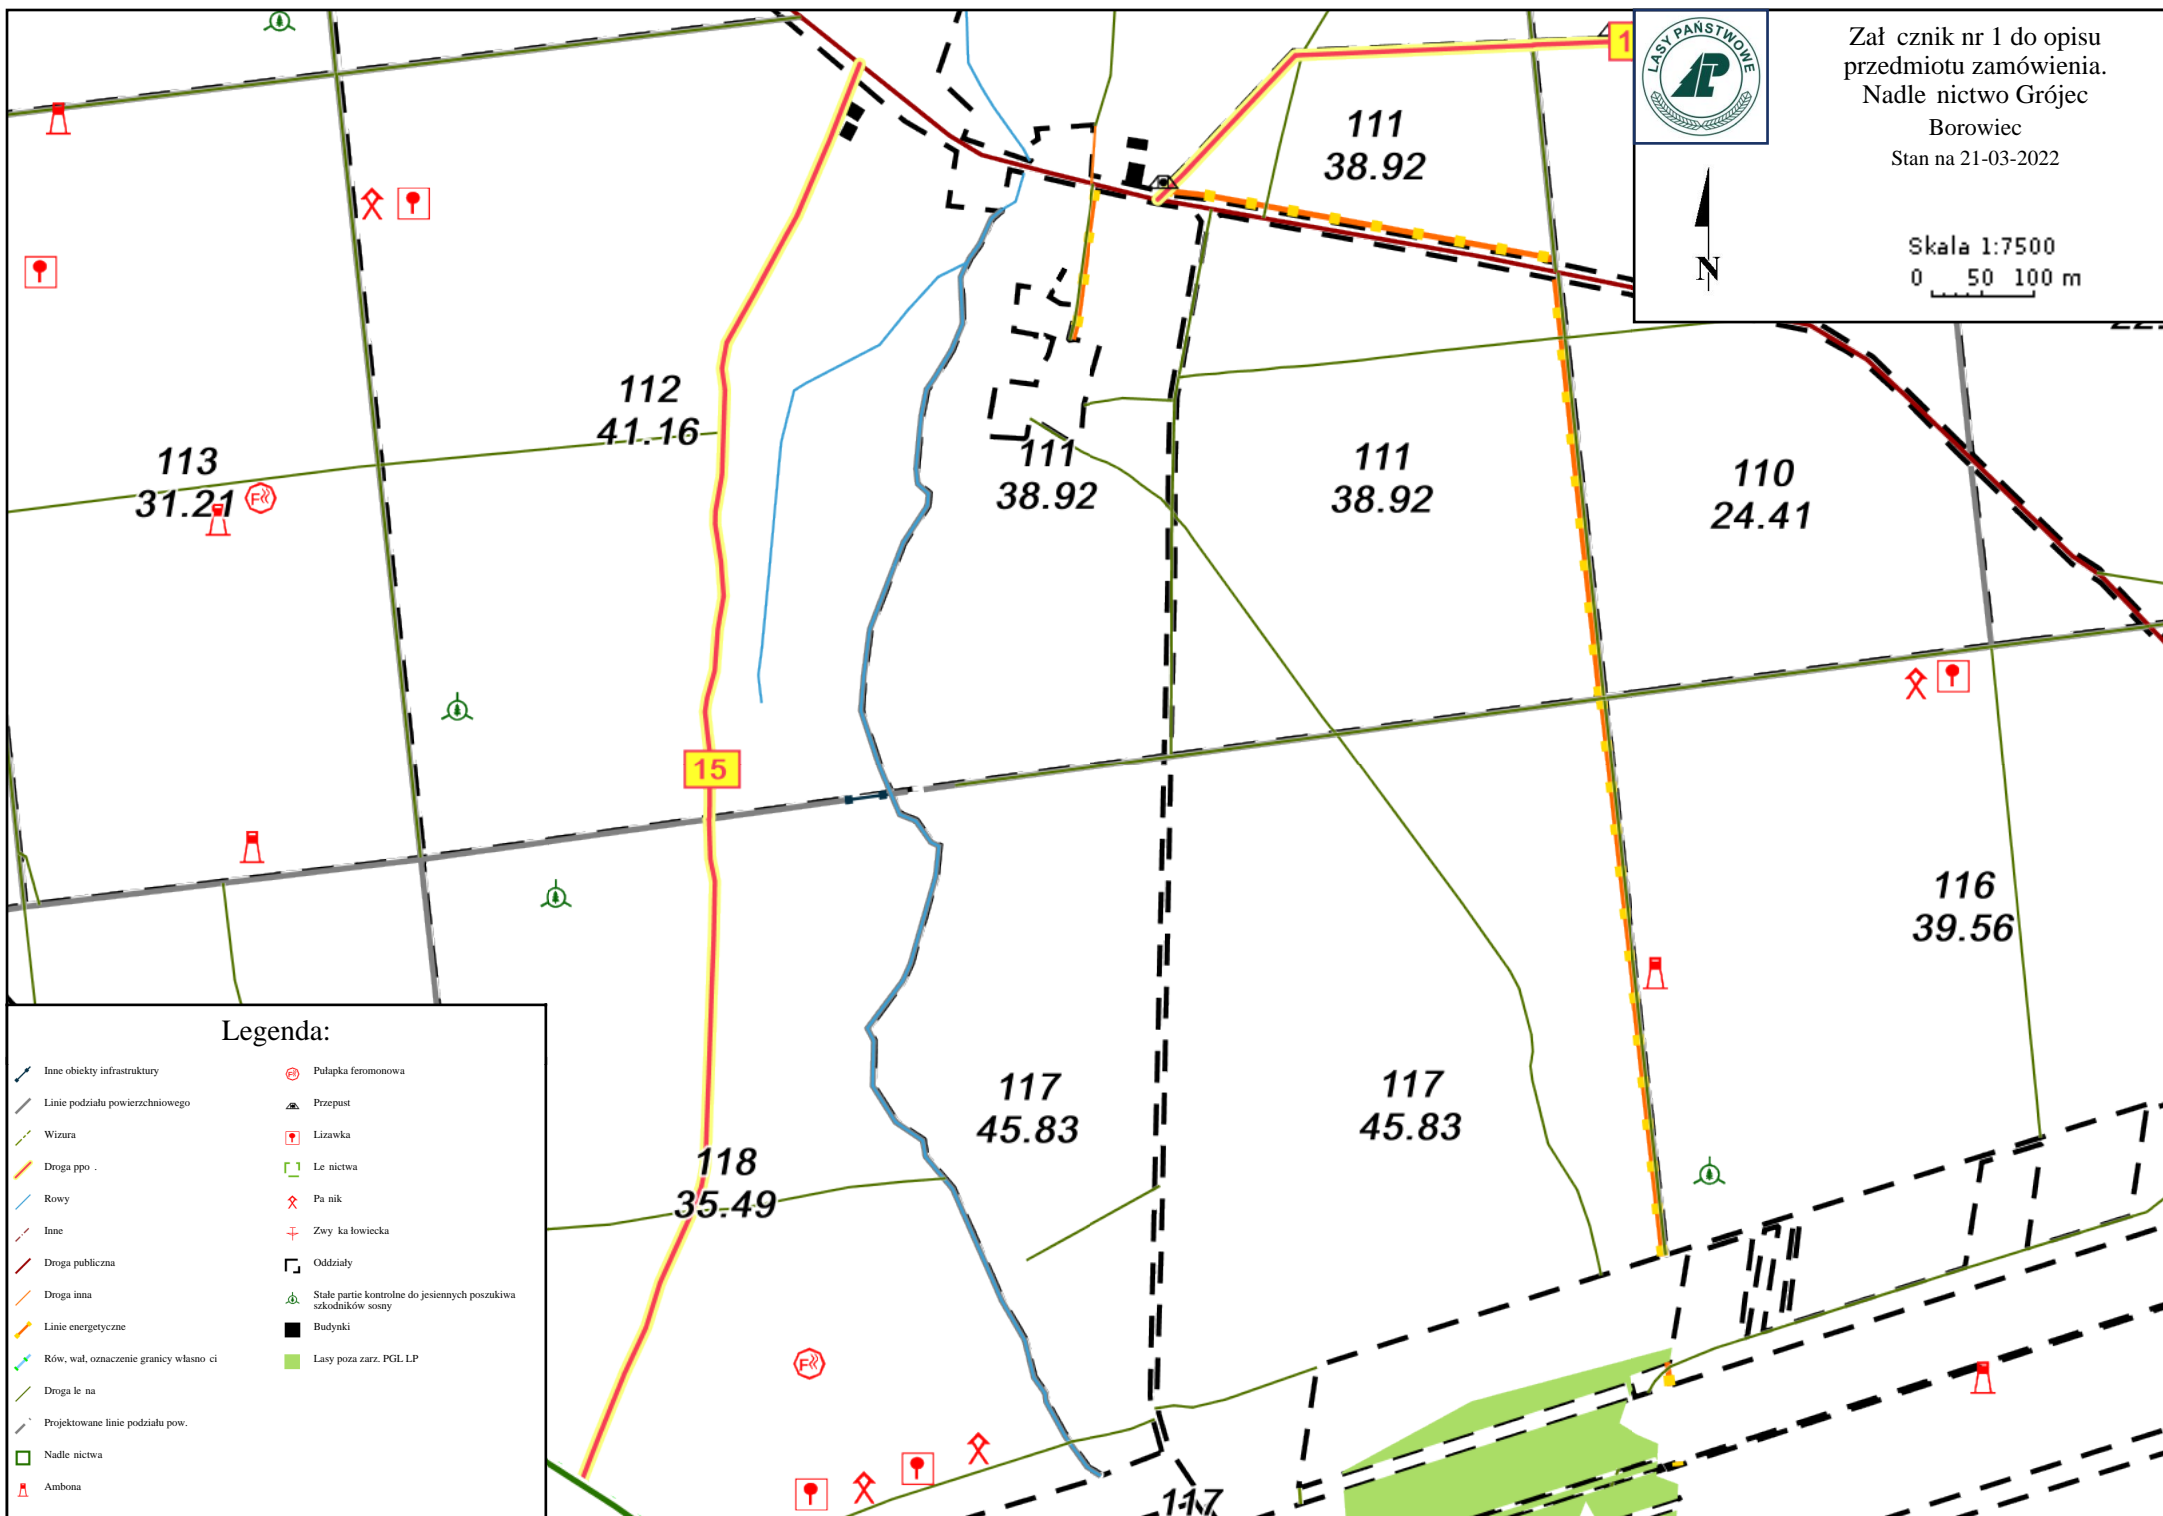 LASY PAŃSTWOWE
Zał cznik nr 1 do opisu
przedmiotu zamówienia.
Nadle nictwo Grójec
Borowiec
Stan na 21-03-2022
N
Skala 1:7500
0 50 100 m
1
111
38.92
112
41.16
113
31.21
111
38.92
111
38.92
110
24.41
15
116
39.56
117
45.83
117
45.83
118
35.49
117
Legenda:
Inne obiekty infrastruktury
Linie podziału powierzchniowego
Wizura
Droga ppo .
Rowy
Inne
Droga publiczna
Droga inna
Linie energetyczne
Rów, wał, oznaczenie granicy własno ci
Droga le na
Projektowane linie podziału pow.
Nadle nictwa
Ambona
Pułapka feromonowa
Przepust
Lizawka
Le nictwa
Pa nik
Zwy ka łowiecka
Oddziały
Stałe partie kontrolne do jesiennych poszukiwa
szkodników sosny
Budynki
Lasy poza zarz. PGL LP